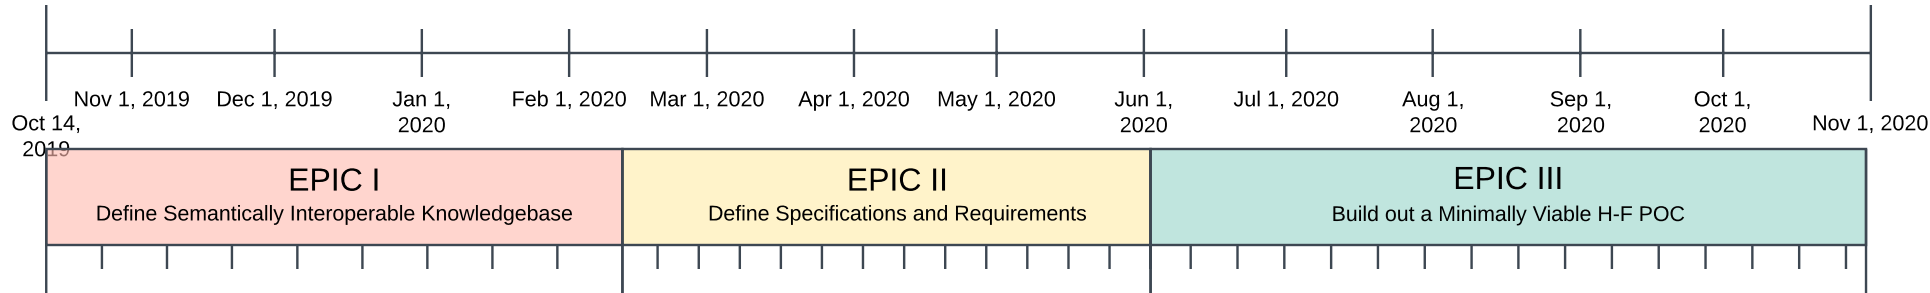 Nov 1, 2019
Dec 1, 2019
Jan 1,
2020
Feb 1, 2020
Mar 1, 2020
Apr 1, 2020
May 1, 2020
Jun 1,
2020
Jul 1, 2020
Aug 1,
2020
Sep 1,
2020
Oct 1,
2020
Oct 14,
2019
Nov 1, 2020
EPIC I
Define Semantically Interoperable Knowledgebase
EPIC II
Define Specifications and Requirements
EPIC III
Build out a Minimally Viable H-F POC